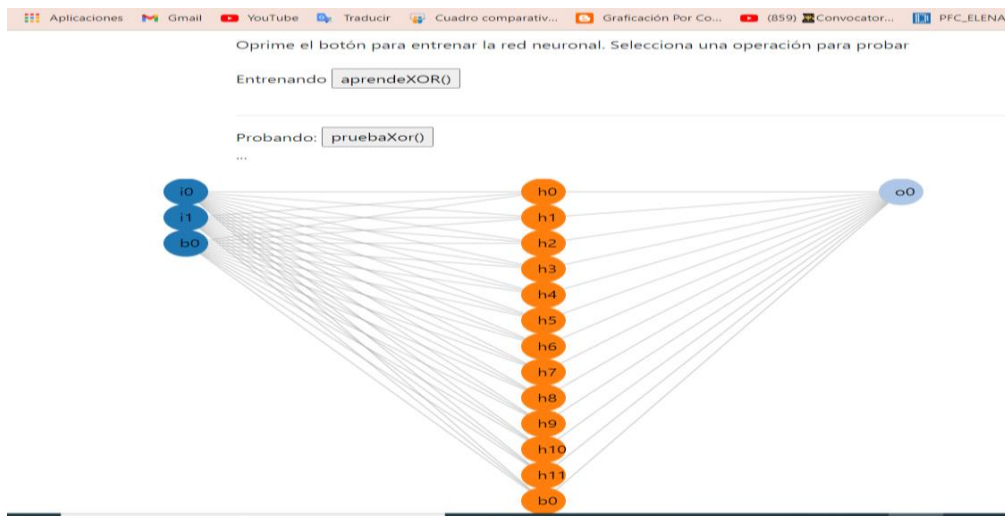 Aplicaciones Gmail YouTube Traducir Cuadro comparativ... Graficación Por Co... (859) Convocator... PFC_ELENA
Oprime el botón para entrenar la red neuronal. Selecciona una operación para probar
Entrenando aprendeXOR()
Probando: pruebaXor()
...
i0 h0 o0
i1 h1
b0 h2
h3
h4
h5
h6
h7
h8
h9
h10
h11
b0